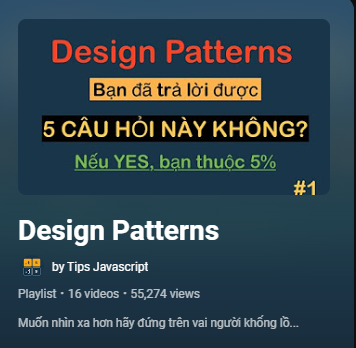 Design Patterns
Bạn đã trả lời được
5 CÂU HỎI NÀY KHÔNG?
Nếu YES, bạn thuộc 5%
#1
Design Patterns
by Tips Javascript
Playlist • 16 videos • 55,274 views
Muốn nhìn xa hơn hãy đứng trên vai người khổng lồ...